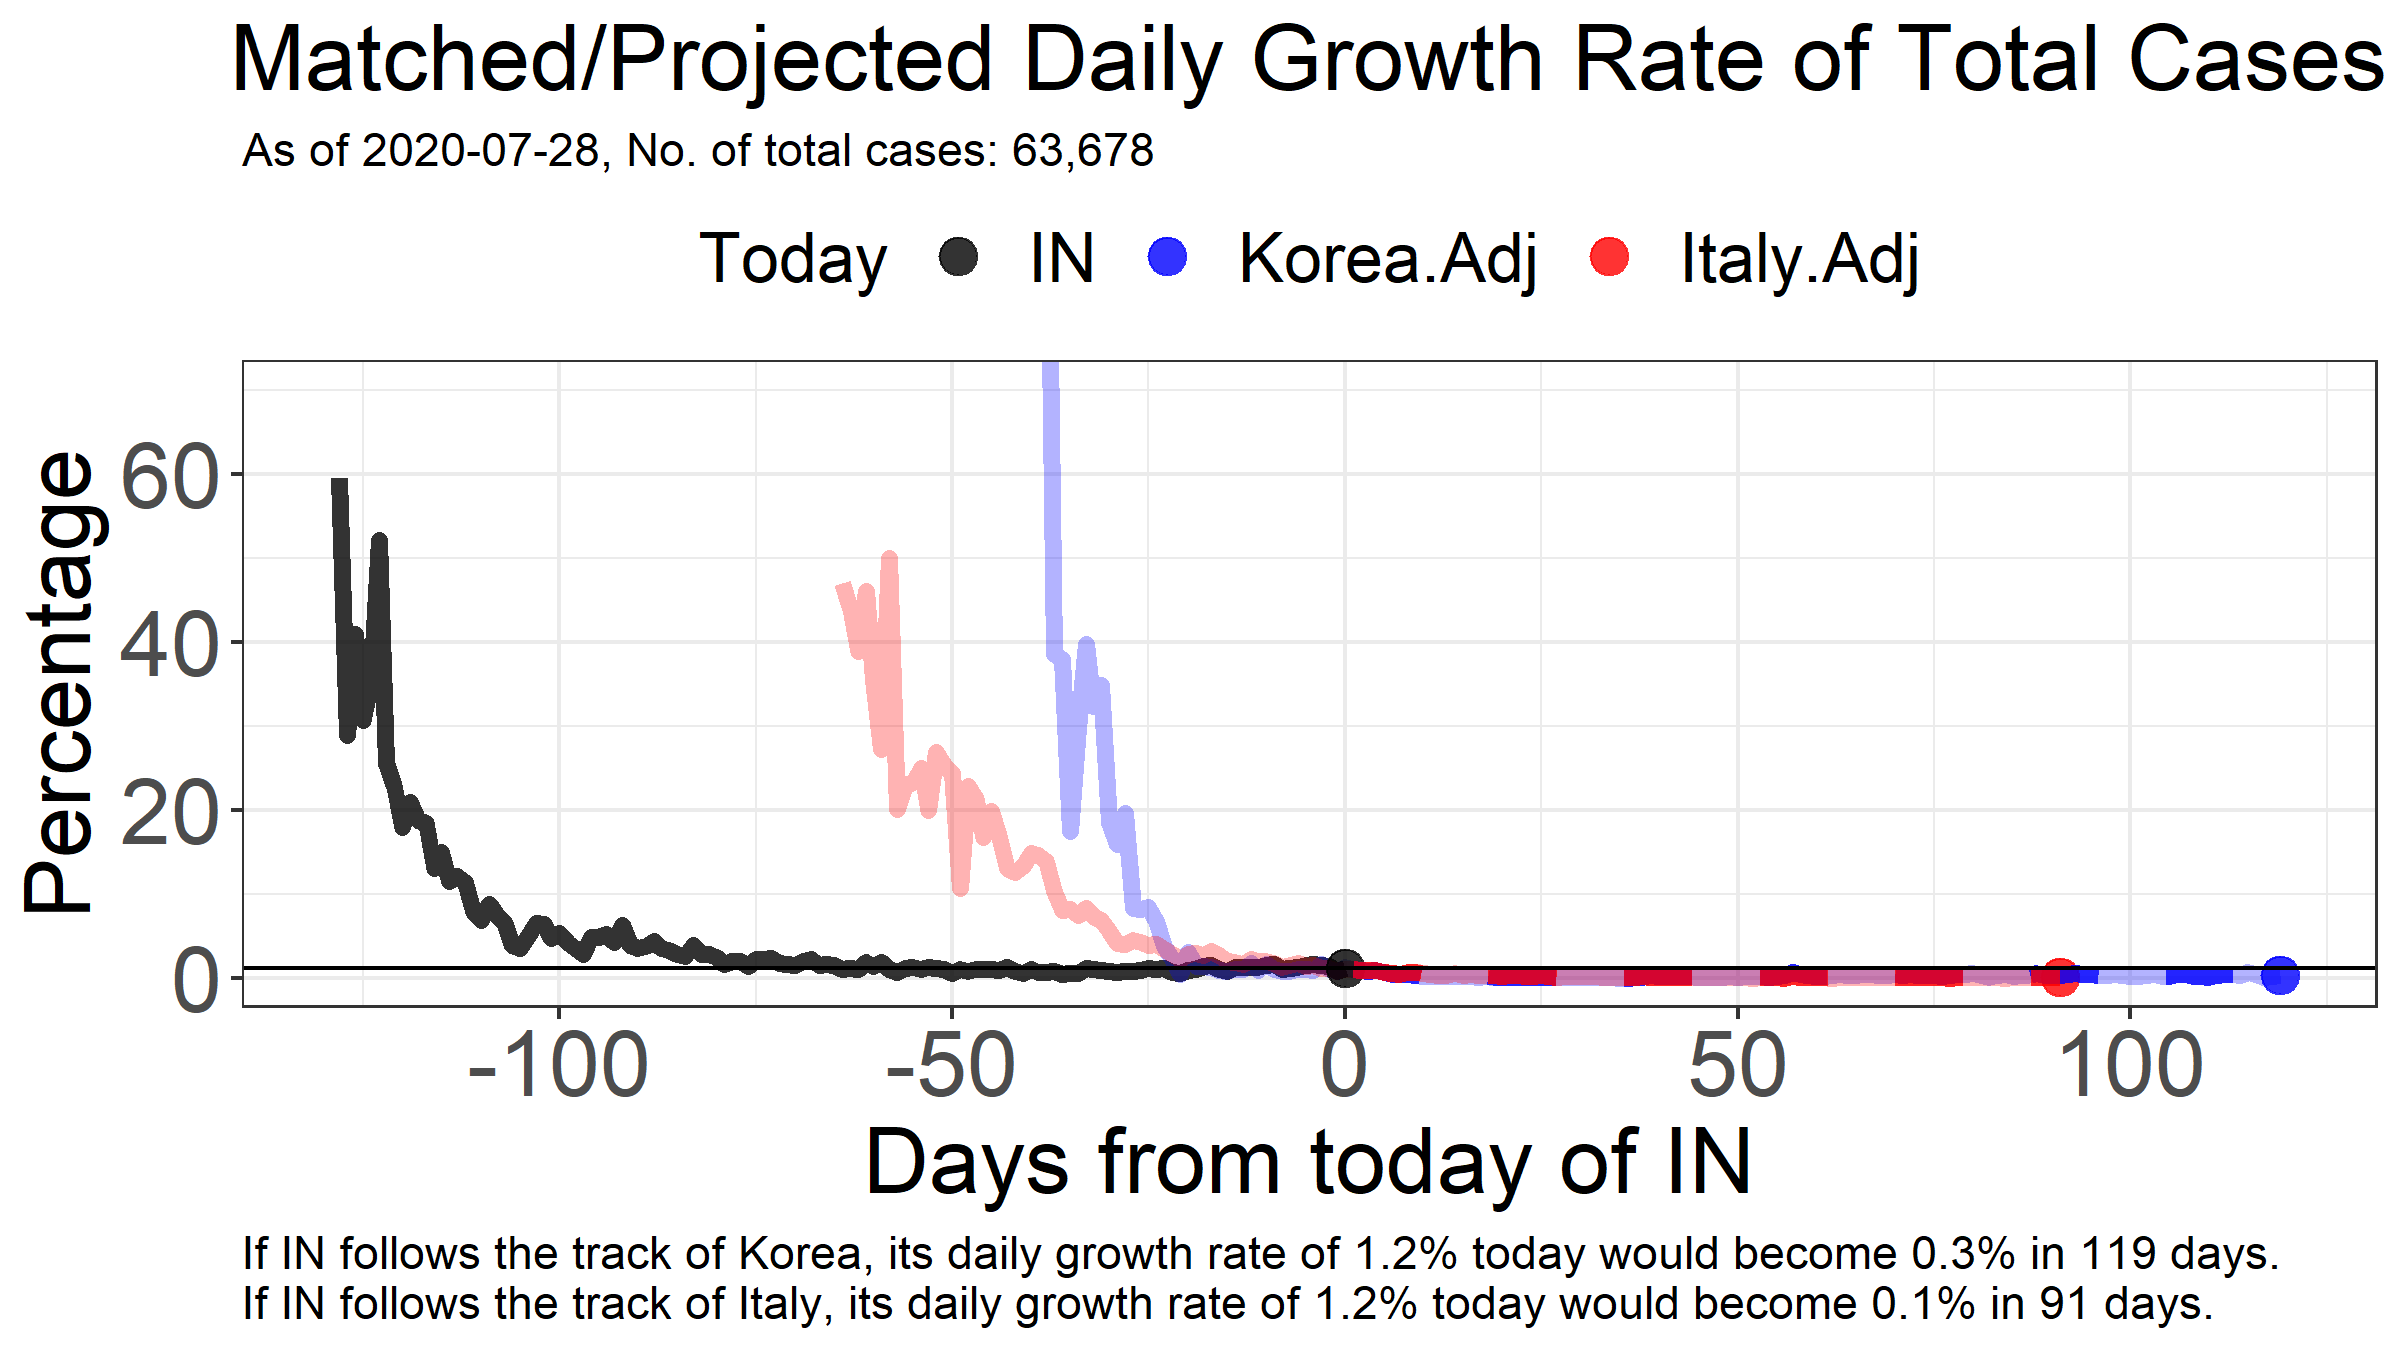 Matched/Projected Daily Growth Rate of Total Cases
As of 2020-07-28, No. of total cases: 63,678
Today IN Korea.Adj Italy.Adj
Percentage
60
40
20
0
-100 -50 0 50 100
Days from today of IN
If IN follows the track of Korea, its daily growth rate of 1.2% today would become 0.3% in 119 days.
If IN follows the track of Italy, its daily growth rate of 1.2% today would become 0.1% in 91 days.